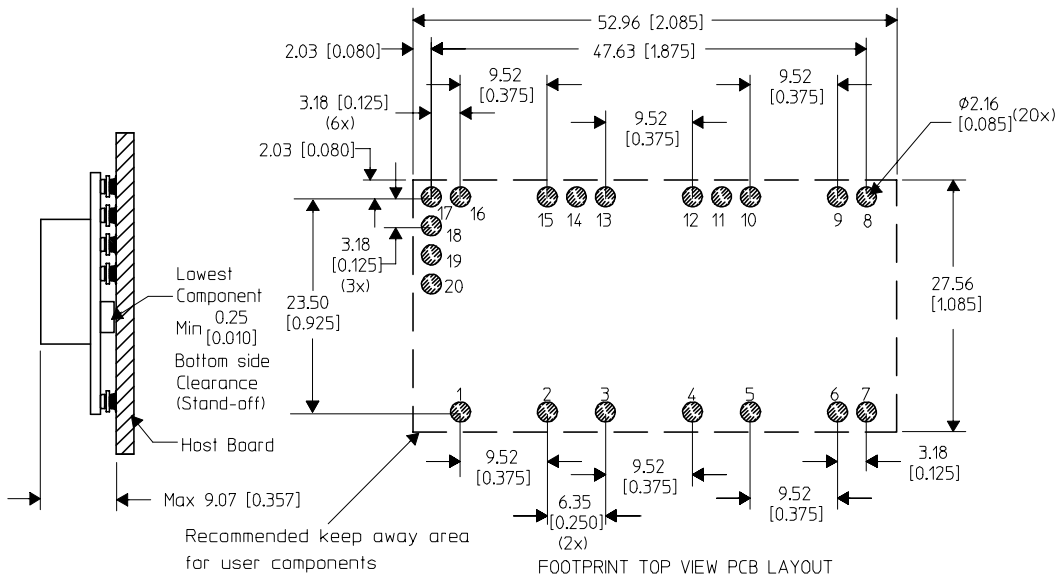 52.96 [2.085]
2.03 [0.080]
47.63 [1.875]
9.52
[0.375]
9.52
[0.375]
3.18 [0.125]
(6x)
9.52
[0.375]
φ2.16
[0.085]
(20x)
2.03 [0.080]
17 16 15 14 13 12 11 10 9 8
18
19
20
3.18
[0.125]
(3x)
23.50
[0.925]
27.56
[1.085]
Lowest
Component
Min 0.25
[0.010]
Bottom side
Clearance
(Stand-off)
Host Board
1 2 3 4 5 6 7
9.52
[0.375]
9.52
[0.375]
3.18
[0.125]
6.35
[0.250]
(2x)
9.52
[0.375]
Max 9.07 [0.357]
Recommended keep away area
for user components
FOOTPRINT TOP VIEW PCB LAYOUT